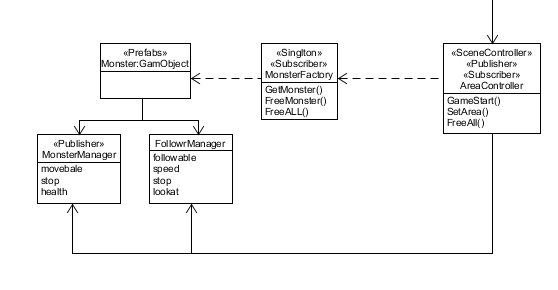 «Prefabs»
Monster:GamObject
«Singlton»
«Subscriber»
MonsterFactory
GetMonster()
FreeMonster()
FreeALL()
«SceneController»
«Publisher»
«Subscriber»
AreaController
GameStart()
SetArea()
FreeAll()
«Publisher»
MonsterManager
movebale
stop
health
FollowrManager
followable
speed
stop
lookat